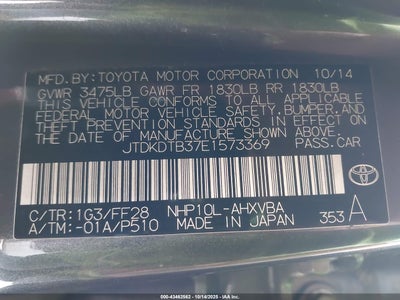 MFD. BY: TOYOTA MOTOR CORPORATION 10/14
GVWR 3475LB GAWR FR 1830LB RR 1830LB
THIS VEHICLE CONFORMS TO ALL APPLICABLE
FEDERAL MOTOR VEHICLE SAFETY, BUMPER, AND
THEFT PREVENTION STANDARDS IN EFFECT ON
THE DATE OF MANUFACTURE SHOWN ABOVE.
JTDKDTB37E1573369 PASS.CAR
C/TR:1G3/FF28 NHP10L-AHXVBA
A/TM:-01A/P510 MADE IN JAPAN 353 A
TOYOTA
000-43462562 - 10/14/2025 - IAAI.COM